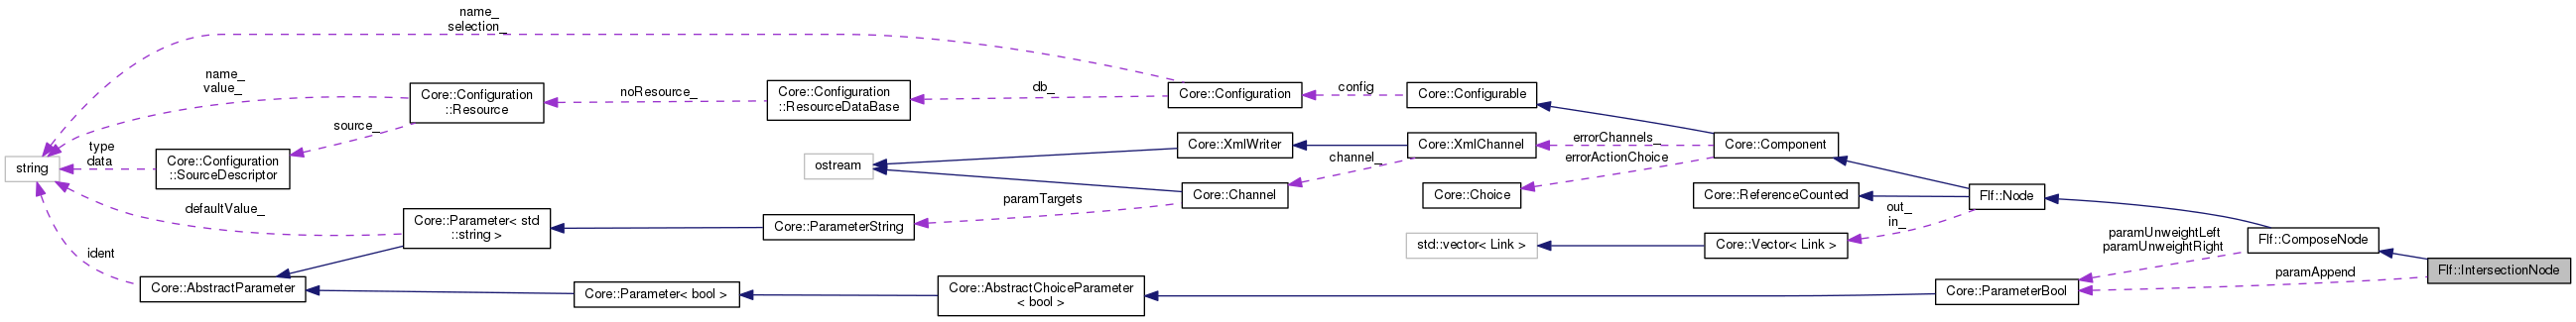 name_
selection_
name_
value_
Core::Configuration
::Resource
noResource_
Core::Configuration
::ResourceDataBase
db_
Core::Configuration
config
Core::Configurable
source_
type
data
string
Core::Configuration
::SourceDescriptor
ostream
Core::XmlWriter
Core::XmlChannel
errorChannels_
Core::Component
channel_
errorActionChoice
Core::Channel
Core::Choice
Core::ReferenceCounted
Flf::Node
defaultValue_
Core::Parameter< std
::string >
paramTargets
Core::ParameterString
out_
in_
std::vector< Link >
Core::Vector< Link >
paramUnweightLeft
paramUnweightRight
Flf::ComposeNode
ident
Core::AbstractParameter
Core::Parameter< bool >
Core::AbstractChoiceParameter
< bool >
Core::ParameterBool
paramAppend
Flf::IntersectionNode